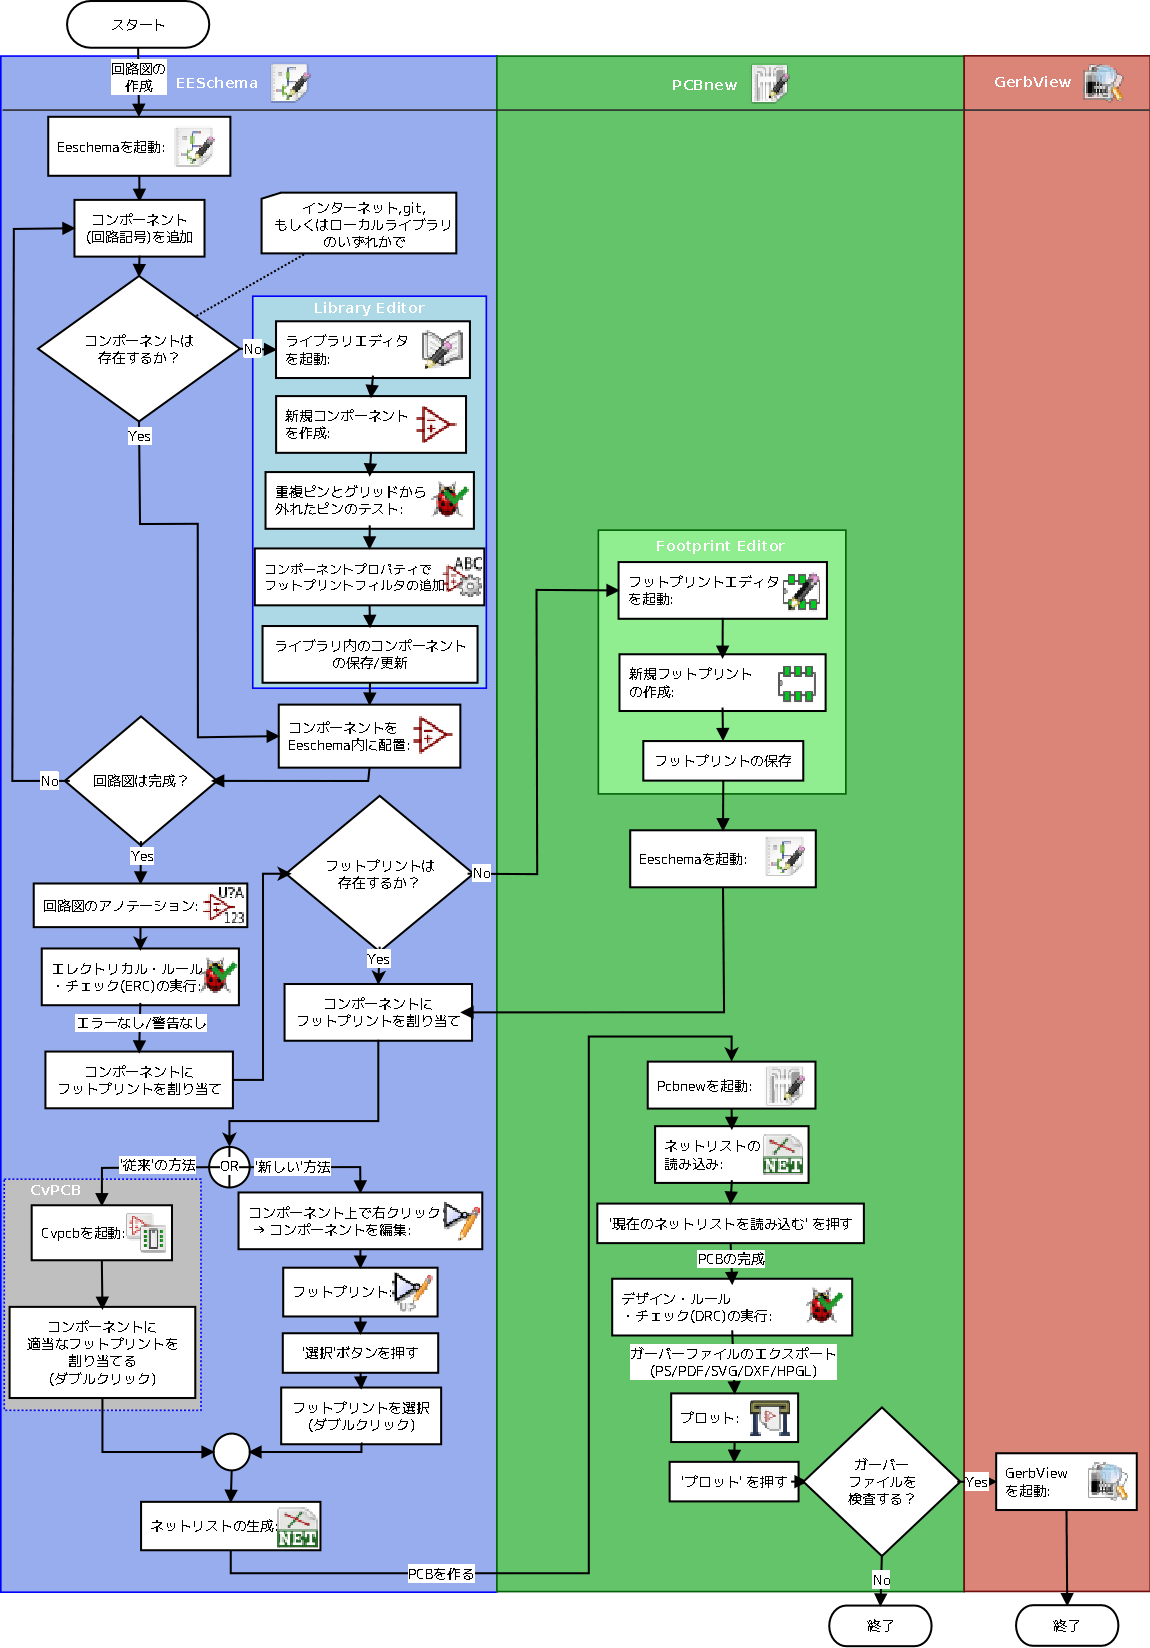 スタート
回路図の
作成
EESchema
PCBnew
GerbView
Eeschemaを起動:
コンポーネント
(回路記号)を追加
インターネット,git,
もしくはローカルライブラリ
のいずれかで
コンポーネントは
存在するか？
No
Yes
Library Editor
ライブラリエディタ
を起動:
新規コンポーネント
を作成:
重複ピンとグリッドから
外れたピンのテスト:
コンポーネントプロパティで
フットプリントフィルタの追加
ABC
ライブラリ内のコンポーネント
の保存/更新
コンポーネントを
Eeschema内に配置:
回路図は完成？
No
Yes
回路図のアノテーション:
U?A
123
エレクトリカル・ルール
・チェック(ERC)の実行:
エラーなし/警告なし
コンポーネントに
フットプリントを割り当て
フットプリントは
存在するか？
No
Yes
Footprint Editor
フットプリントエディタ
を起動:
新規フットプリント
の作成:
フットプリントの保存
Eeschemaを起動:
コンポーネントに
フットプリントを割り当て
OR
'従来'の方法
'新しい'方法
CvPCB
Cvpcbを起動:
コンポーネントに
適当なフットプリントを
割り当てる
(ダブルクリック)
コンポーネント上で右クリック
→ コンポーネントを編集:
フットプリント:
'選択'ボタンを押す
フットプリントを選択
(ダブルクリック)
ネットリストの生成:
NET
PCBを作る
Pcbnewを起動:
ネットリストの
読み込み:
NET
'現在のネットリストを読み込む' を押す
PCBの完成
デザイン・ルール
・チェック(DRC)の実行:
ガーバーファイルのエクスポート
(PS/PDF/SVG/DXF/HPGL)
プロット:
'プロット' を押す
ガーバー
ファイルを
検査する？
Yes
No
GerbView
を起動:
終了
終了